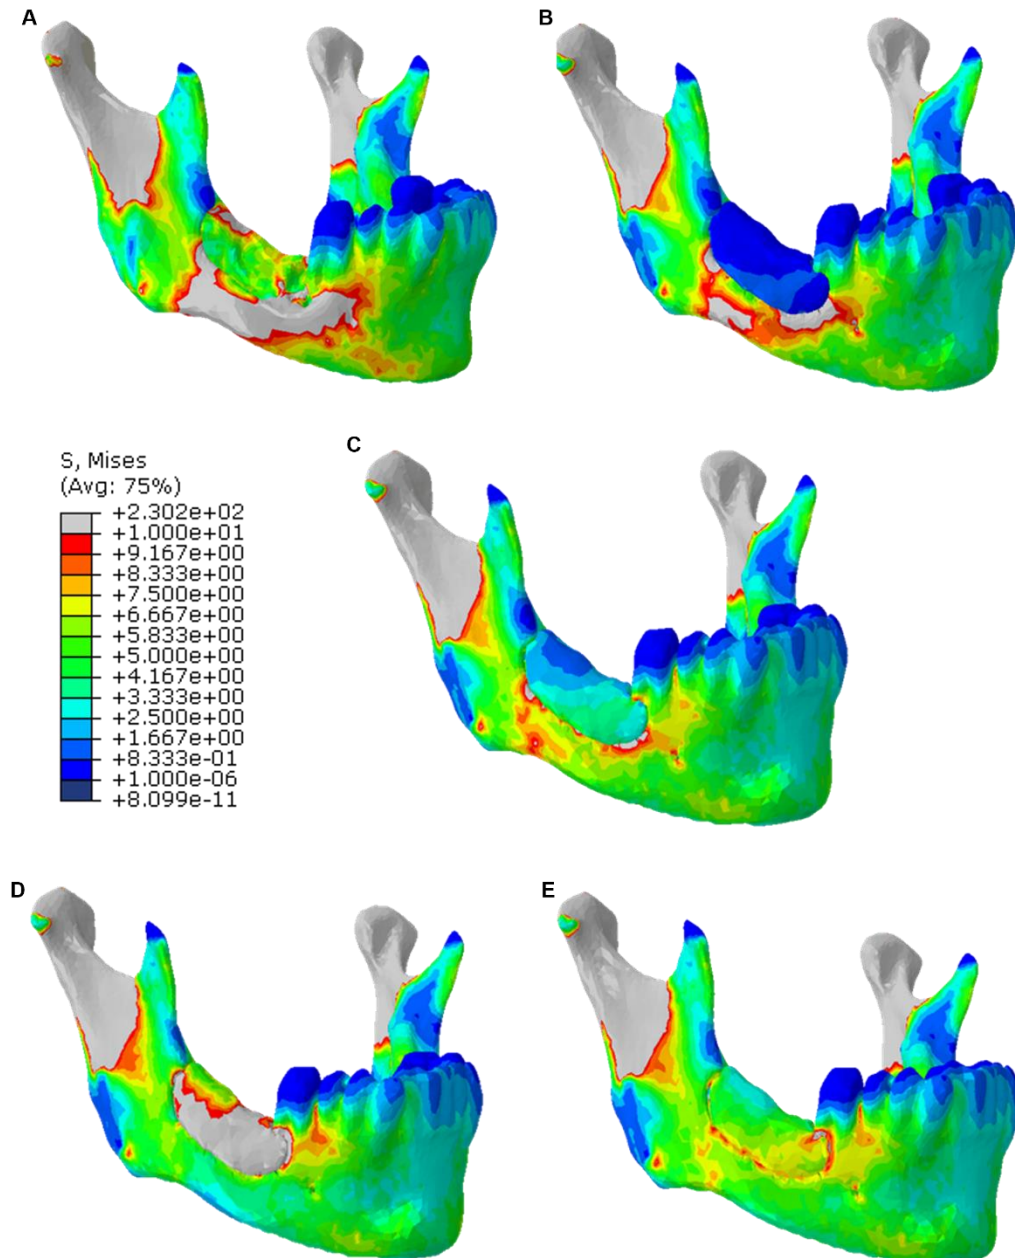 A
B
C
S, Mises
(Avg: 75%)
+2.302e+02
+1.000e+01
+9.167e+00
+8.333e+00
+7.500e+00
+6.667e+00
+5.833e+00
+5.000e+00
+4.167e+00
+3.333e+00
+2.500e+00
+1.667e+00
+8.333e-01
+1.000e-06
+8.099e-11
D
E